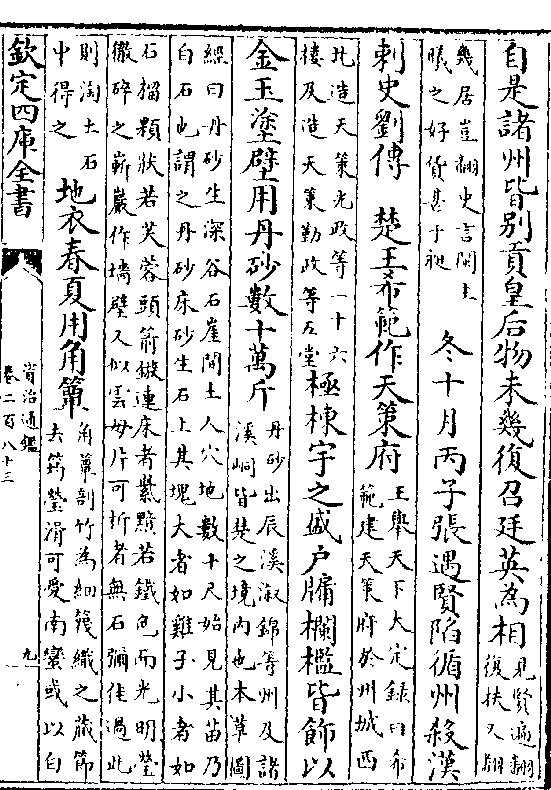 自是諸州皆别貢皇后物未幾復召廷英為相
見賢遍翻
復扶又翻
幾居豈翻史言閩主
曦之好貨甚于昶
冬十月丙子張遇賢陷循州殺漢
刺史劉傳　楚王希範作天策府
王舉天下大定録曰希
範建天策府於州城西
北造天策光政等一十六
樓及造天策勤政等五堂
極棟宇之盛户牖欄檻皆飾以
金玉塗壁用丹砂數十萬斤
丹砂出辰溪溆錦等州及諸
溪峒皆楚之境内也本草圖
經曰丹砂生深谷石崖間土人穴地數十尺始見其苗乃
白石也謂之丹砂床砂生石上其塊大者如雞子小者如
石榴顆狀若芙蓉頭箭鏃連床者紫黯若鐵色而光明瑩
徹碎之嶄巖作墻壁又似雲母片可析者無石彌佳過此
則淘土石
中得之
地衣春夏用角簟
角簟剖竹為細篾織之藏節
去筠瑩滑可愛南蠻或以白
欽定四庫全書
資治通鑑
卷二百八十三
九